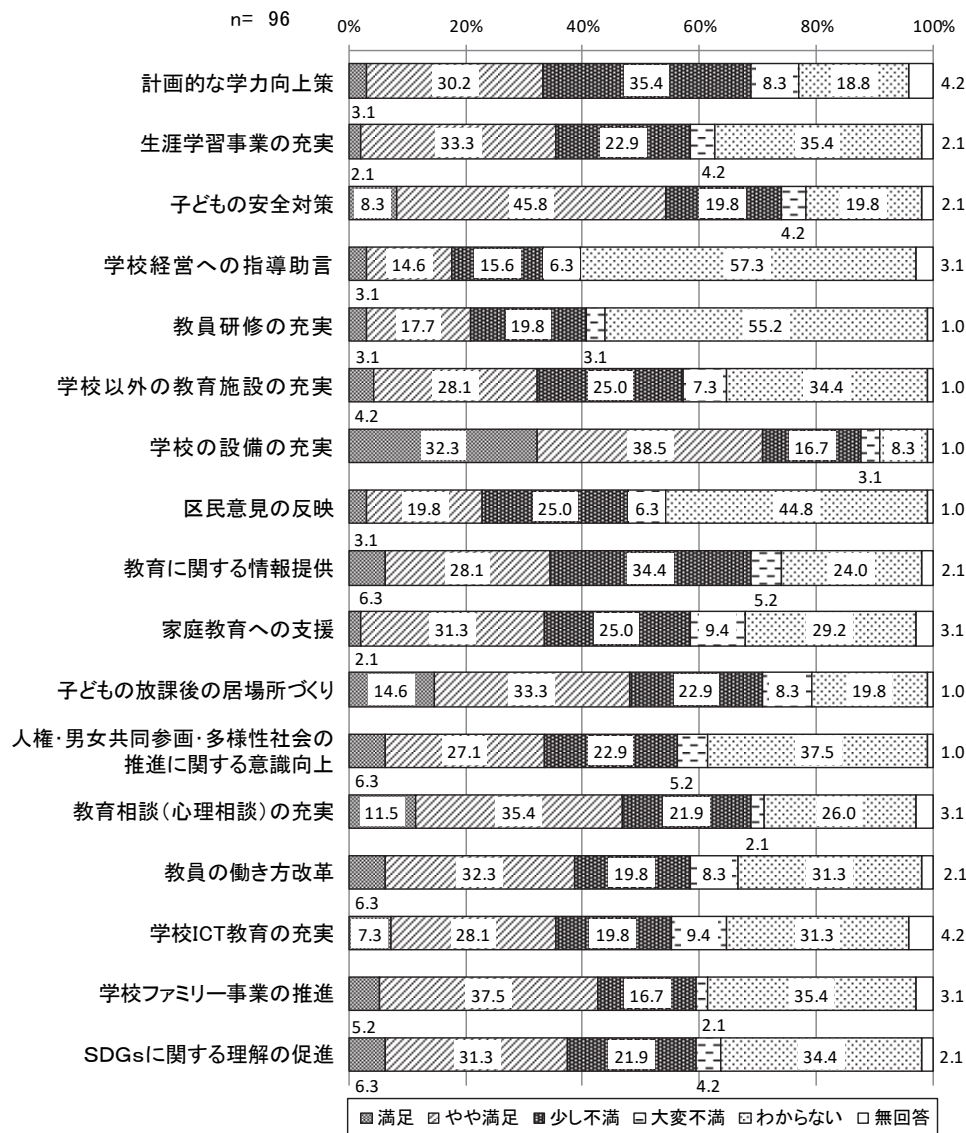 n= 96
0% 20% 40% 60% 80% 100%
計画的な学力向上策 30.2 35.4 8.3 18.8 4.2
3.1
生涯学習事業の充実 33.3 22.9 35.4 2.1
2.1 4.2
子どもの安全対策 8.3 45.8 19.8 19.8 2.1
4.2
学校経営への指導助言 14.6 15.6 6.3 57.3 3.1
3.1
教員研修の充実 17.7 19.8 55.2 1.0
3.1 3.1
学校以外の教育施設の充実 28.1 25.0 7.3 34.4 1.0
4.2
学校の設備の充実 32.3 38.5 16.7 8.3 1.0
3.1
区民意見の反映 19.8 25.0 6.3 44.8 1.0
3.1
教育に関する情報提供 28.1 34.4 24.0 2.1
6.3 5.2
家庭教育への支援 31.3 25.0 9.4 29.2 3.1
2.1
子どもの放課後の居場所づくり 14.6 33.3 22.9 8.3 19.8 1.0
人権・男女共同参画・多様性社会の
推進に関する意識向上 27.1 22.9 37.5 1.0
6.3 5.2
教育相談(心理相談)の充実 11.5 35.4 21.9 26.0 3.1
2.1
教員の働き方改革 32.3 19.8 8.3 31.3 2.1
6.3
学校ICT教育の充実 7.3 28.1 19.8 9.4 31.3 4.2
学校ファミリー事業の推進 37.5 16.7 35.4 3.1
5.2 2.1
SDGsに関する理解の促進 31.3 21.9 34.4 2.1
6.3 4.2
満足 やや満足 少し不満 大変不満 わからない 無回答